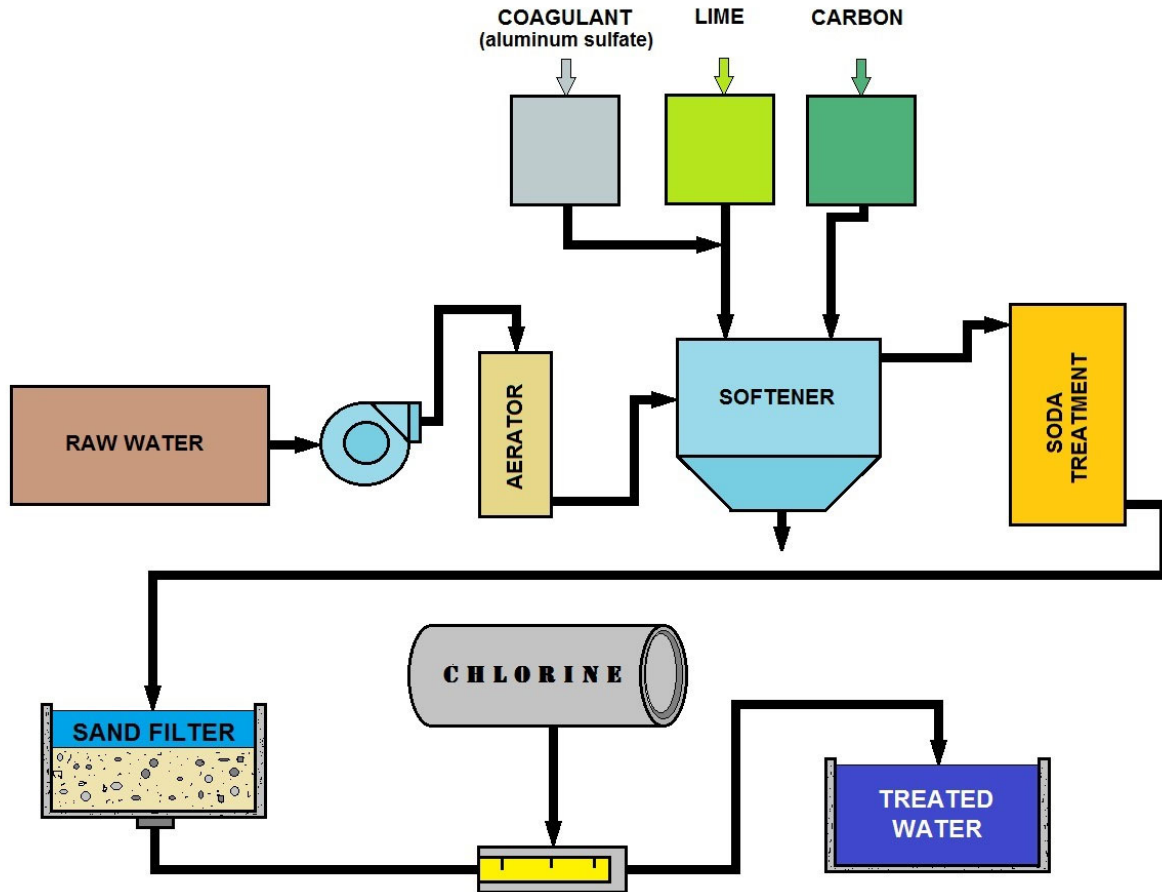 COAGULANT
(aluminum sulfate)
LIME
CARBON
RAW WATER
AERATOR
SOFTENER
SODA
TREATMENT
CHLORINE
SAND FILTER
TREATED
WATER